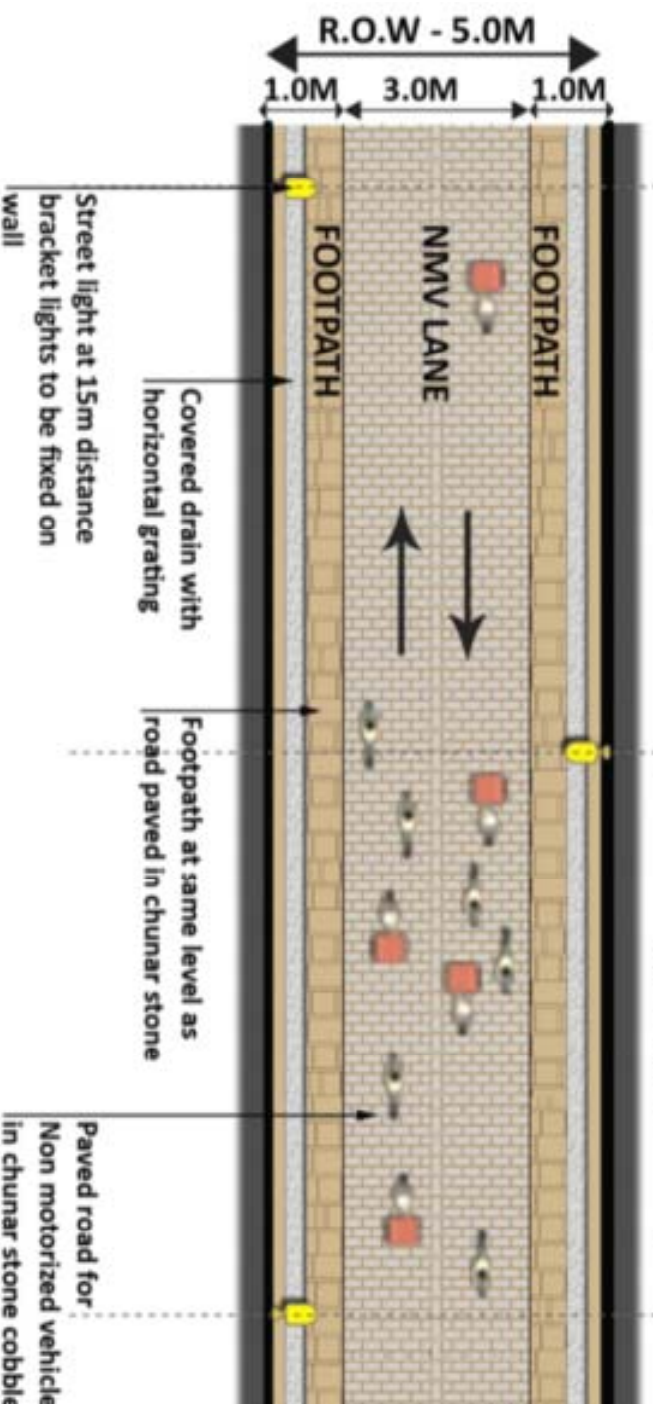 R.O.W - 5.0M
1.0M
3.0M
1.0M
FOOTPATH
NMV LANE
FOOTPATH
Street light at 15m distance
bracket lights to be fixed on
wall
Covered drain with
horizontal grating
Footpath at same level as
road paved in chunar stone
Paved road for
Non motorized vehicle
in chunar stone cobble